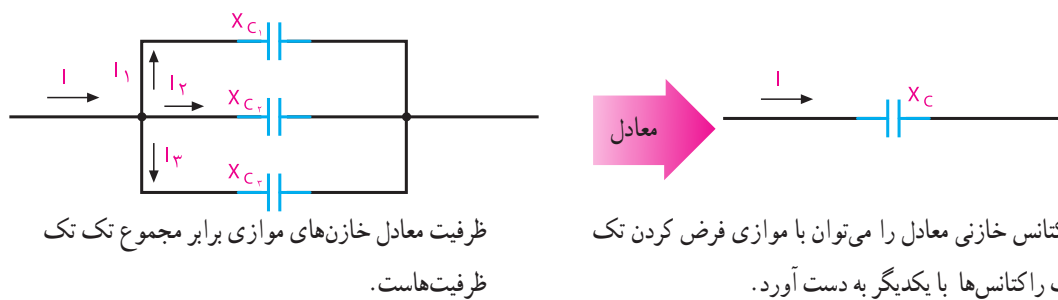 X C۱
I
I۱
I۲
X C۲
I۳
X C۳
معادل
I
X C
ظرفیت معادل خازن‌های موازی برابر مجموع تک تک
ظرفیت‌هاست.
خازنی معادل را می‌توان با موازی فرض کردن تک
راکتانس‌ها با یکدیگر به دست آورد.